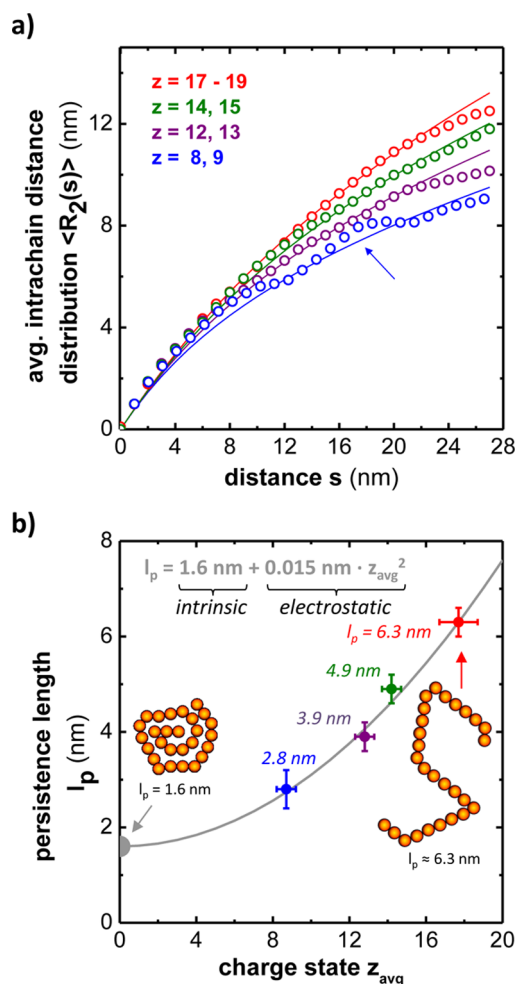 a)
avg. intrachain distance
distribution <R₂(s)> (nm)
12
8
4
0
z = 17 - 19
z = 14, 15
z = 12, 13
z = 8, 9
0 4 8 12 16 20 24 28
distance s (nm)
b)
persistence length
lₚ (nm)
8
6
4
2
0
lₚ = 1.6 nm + 0.015 nm · zₐᵥg²
intrinsic electrostatic
lₚ = 6.3 nm
4.9 nm
3.9 nm
2.8 nm
lₚ = 1.6 nm
lₚ ≈ 6.3 nm
0 4 8 12 16 20
charge state zₐᵥg